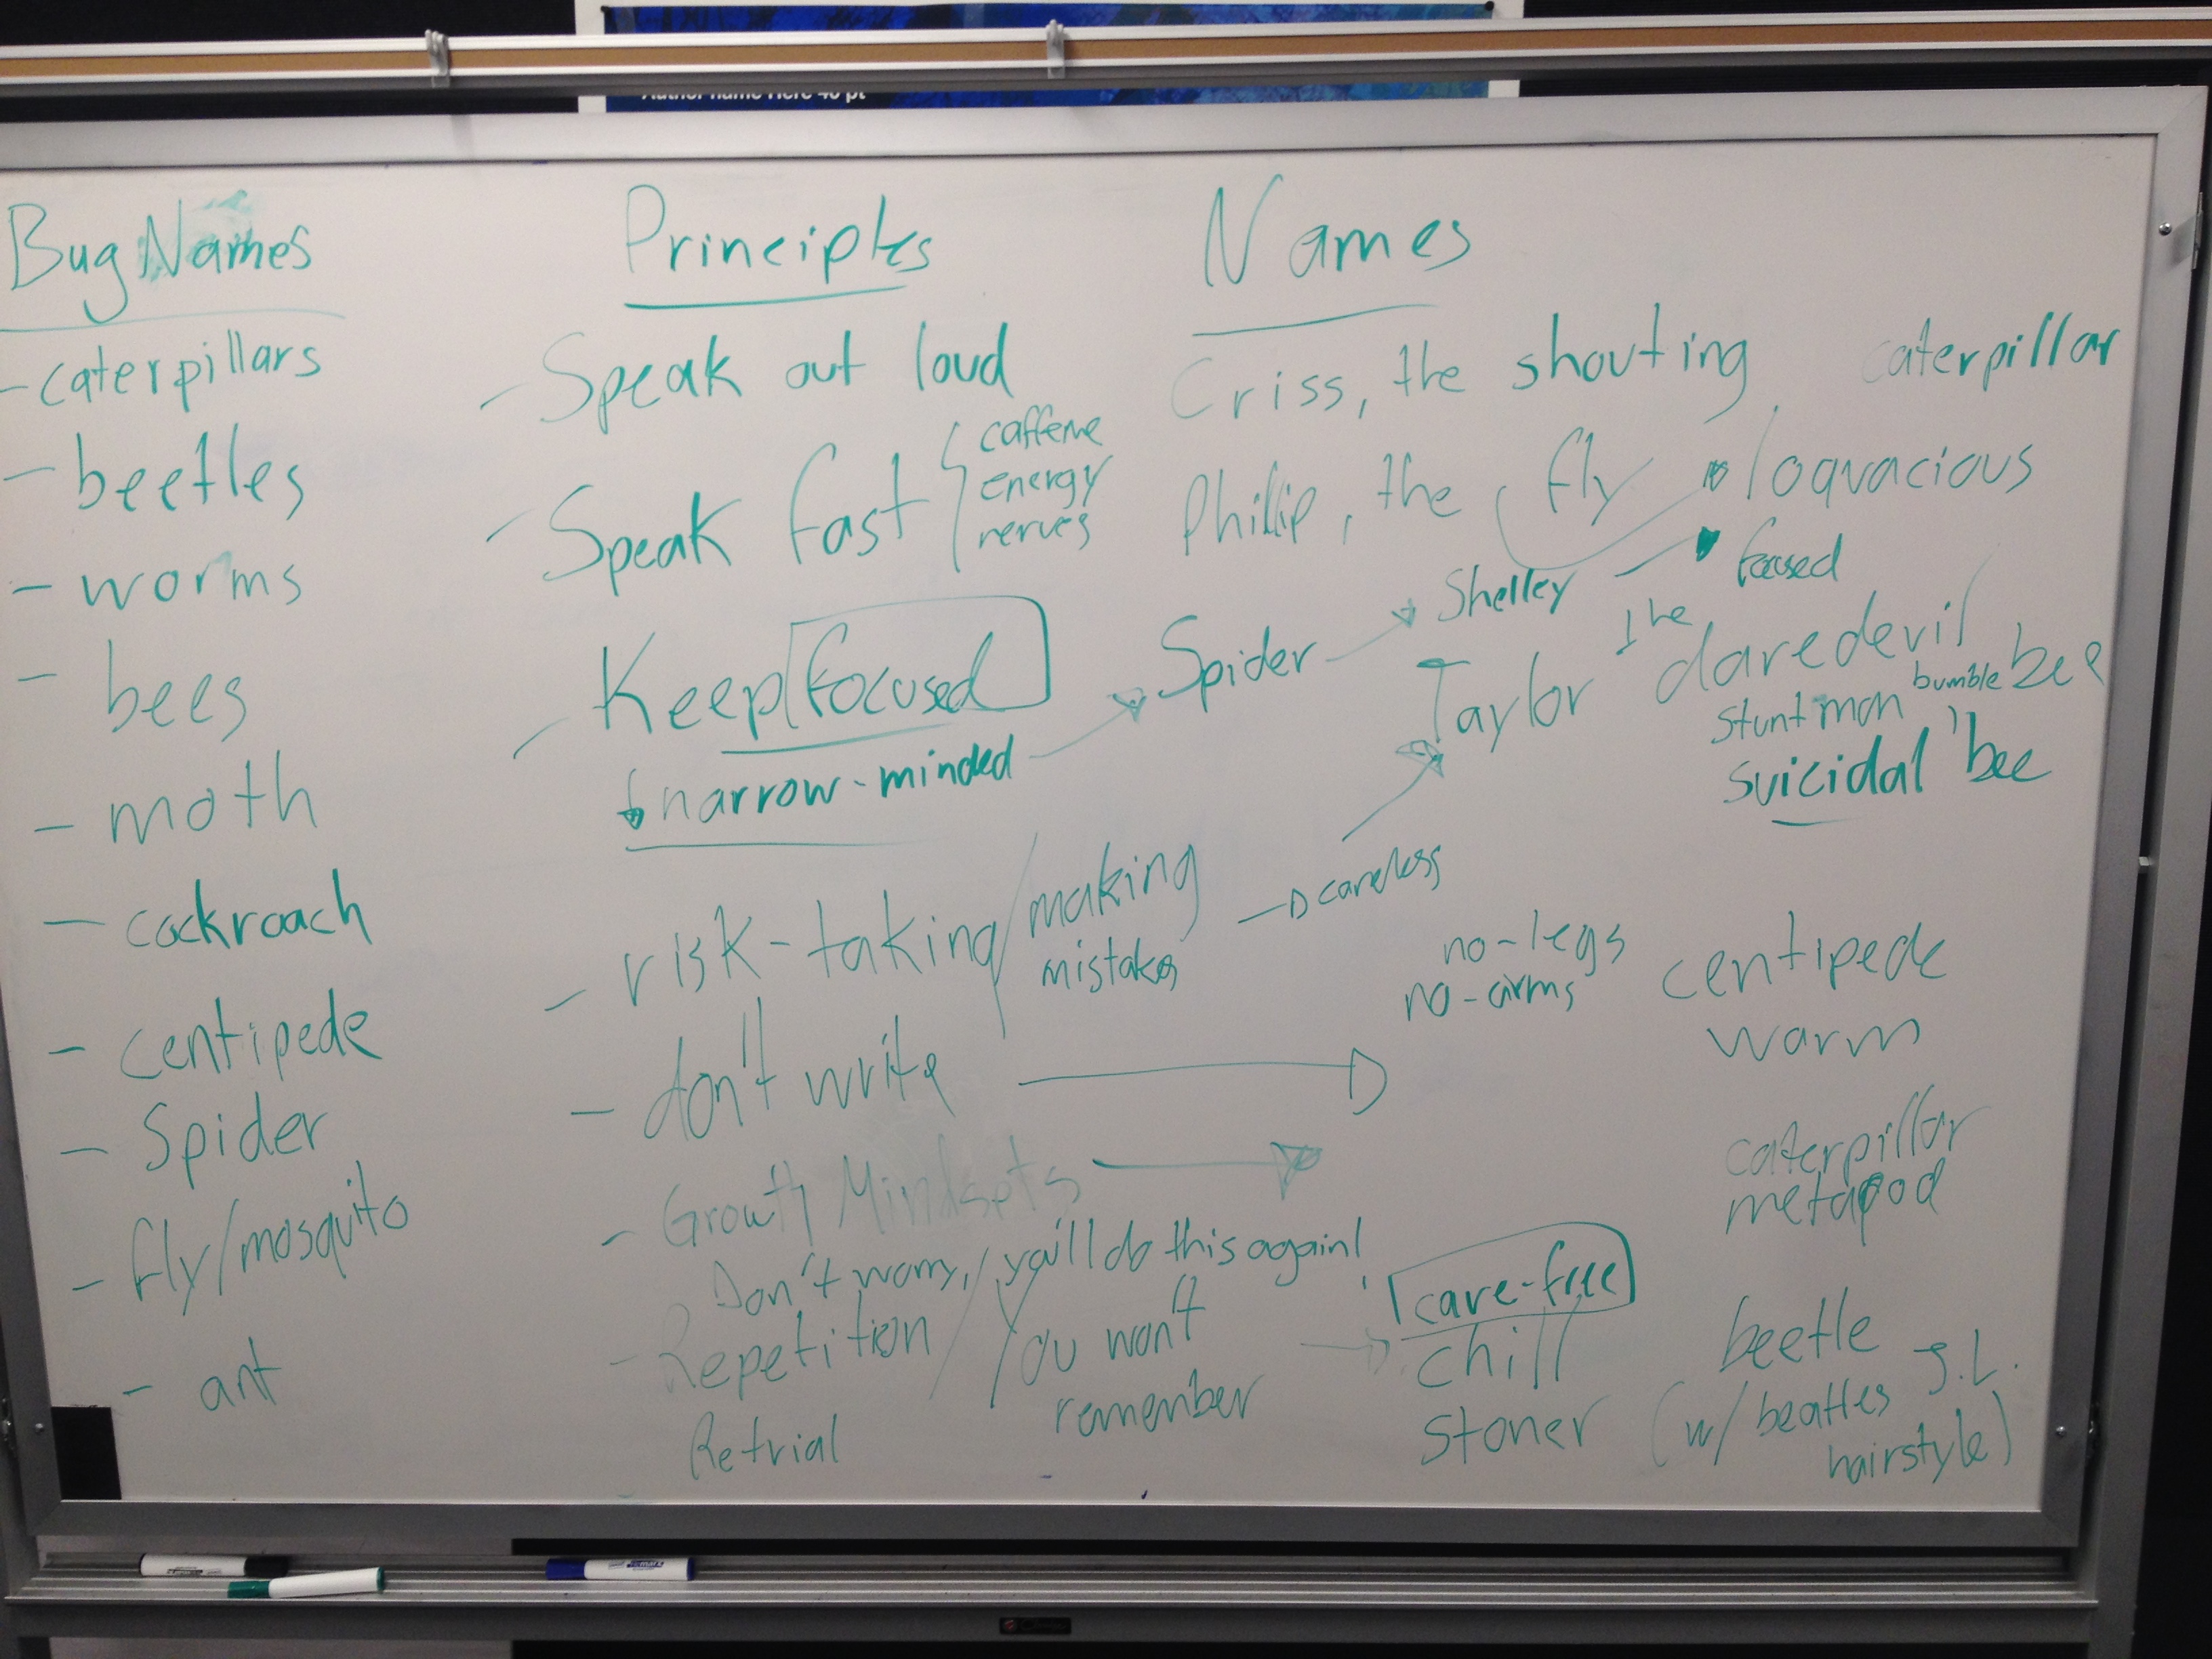 Author name Here 40 pt
Bug Names
- caterpillars
- beetles
- worms
- bees
- moth
- cockroach
- centipede
- Spider
- fly/mosquito
- ant
Principles
- Speak out loud
- Speak fast { caffeine
energy
nerves
- Keep focused
narrow-minded
- risk-taking/making
mistakes
→ careless
- don't write
- Growth Mindsets
Don't worry, you'll do this again!
- Repetition / You won't
remember
Retrial
Names
Criss, the shouting caterpillar
Phillip, the fly loquacious
Spider → Shelley → focused
Taylor the daredevil
stuntman bumble bee
suicidal bee
no-legs
no-arms
centipede
warm
caterpillar
metapod
care-free
chill
stoner
beetle J.L.
(w/ beatles
hairstyle)